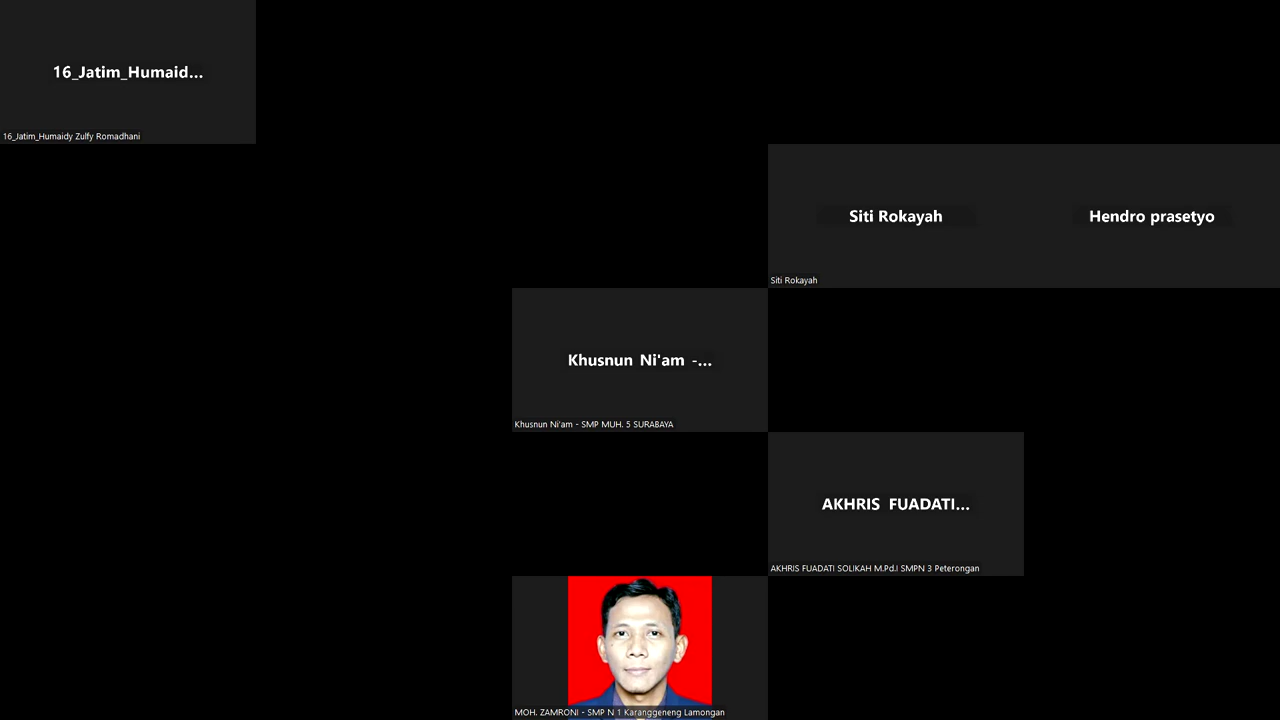 16_Jatim_Humaid...
16_Jatim_Humaidy Zulfy Romadhani
Siti Rokayah
Hendro prasetyo
Siti Rokayah
Khusnun Ni'am -...
Khusnun Ni'am - SMP MUH. 5 SURABAYA
AKHRIS FUADATI...
AKHRIS FUADATI SOLIKAH M.Pd.I SMPN 3 Peterongan
MOH. ZAMRONI - SMP N 1 Karanggeneng Lamongan